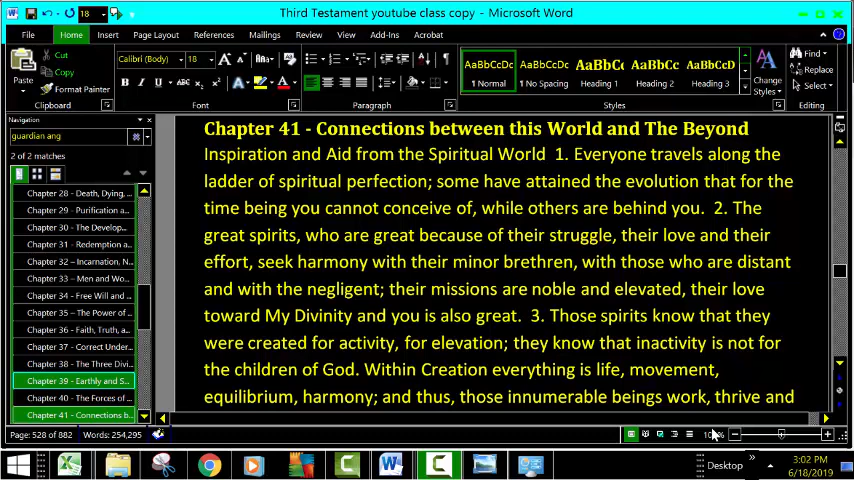 18
Third Testament youtube class copy - Microsoft Word
File Home Insert Page Layout References Mailings Review View Add-Ins Acrobat
Paste
Cut
Copy
Format Painter
Clipboard
Calibri (Body) 18
Font
Paragraph
AaBbCcDc AaBbCcDc AaBbCc AaBbCc AaBbCc
1 Normal 1 No Spacing Heading 1 Heading 2 Heading 3
Change Styles
Styles
Find
Replace
Select
Editing
Navigation
guardian ang
2 of 2 matches
Chapter 28 - Death, Dying, ...
Chapter 29 - Purification a...
Chapter 30 - The Develop...
Chapter 31 - Redemption a...
Chapter 32 – Incarnation, N...
Chapter 33 – Men and Wo...
Chapter 34 - Free Will and ...
Chapter 35 – The Power of ...
Chapter 36 - Faith, Truth, a...
Chapter 37 - Correct Under...
Chapter 38 - The Three Divi...
Chapter 39 - Earthly and S...
Chapter 40 - The Forces of ...
Chapter 41 - Connections b...
Chapter 41 - Connections between this World and The Beyond
Inspiration and Aid from the Spiritual World 1. Everyone travels along the
ladder of spiritual perfection; some have attained the evolution that for the
time being you cannot conceive of, while others are behind you. 2. The
great spirits, who are great because of their struggle, their love and their
effort, seek harmony with their minor brethren, with those who are distant
and with the negligent; their missions are noble and elevated, their love
toward My Divinity and you is also great. 3. Those spirits know that they
were created for activity, for elevation; they know that inactivity is not for
the children of God. Within Creation everything is life, movement,
equilibrium, harmony; and thus, those innumerable beings work, thrive and
Page: 528 of 882 Words: 254,295
Desktop
3:02 PM
6/18/2019